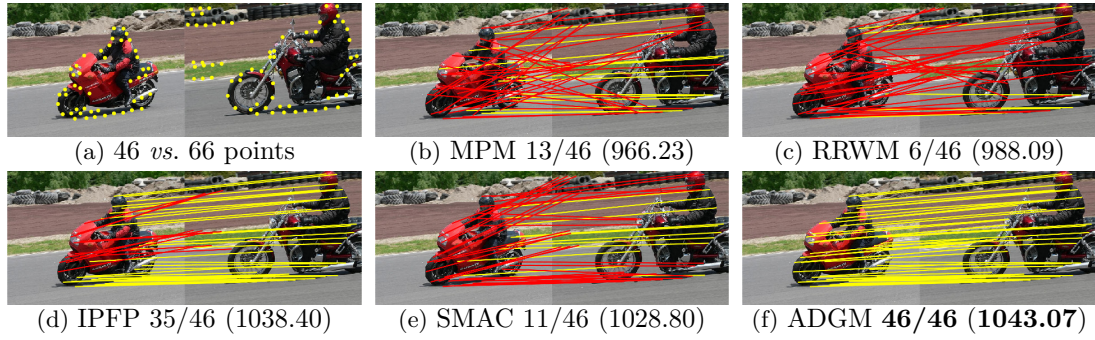 (a) 46 vs. 66 points
(b) MPM 13/46 (966.23)
(c) RRWM 6/46 (988.09)
(d) IPFP 35/46 (1038.40)
(e) SMAC 11/46 (1028.80)
(f) ADGM 46/46 (1043.07)